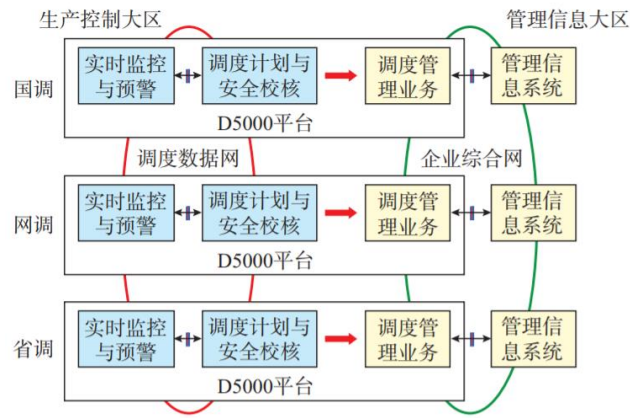 生产控制大区
管理信息大区
国调
实时监控
与预警
调度计划与
安全校核
调度管
理业务
管理信
息系统
D5000平台
调度数据网
企业综合网
网调
实时监控
与预警
调度计划与
安全校核
调度管
理业务
管理信
息系统
D5000平台
省调
实时监控
与预警
调度计划与
安全校核
调度管
理业务
管理信
息系统
D5000平台